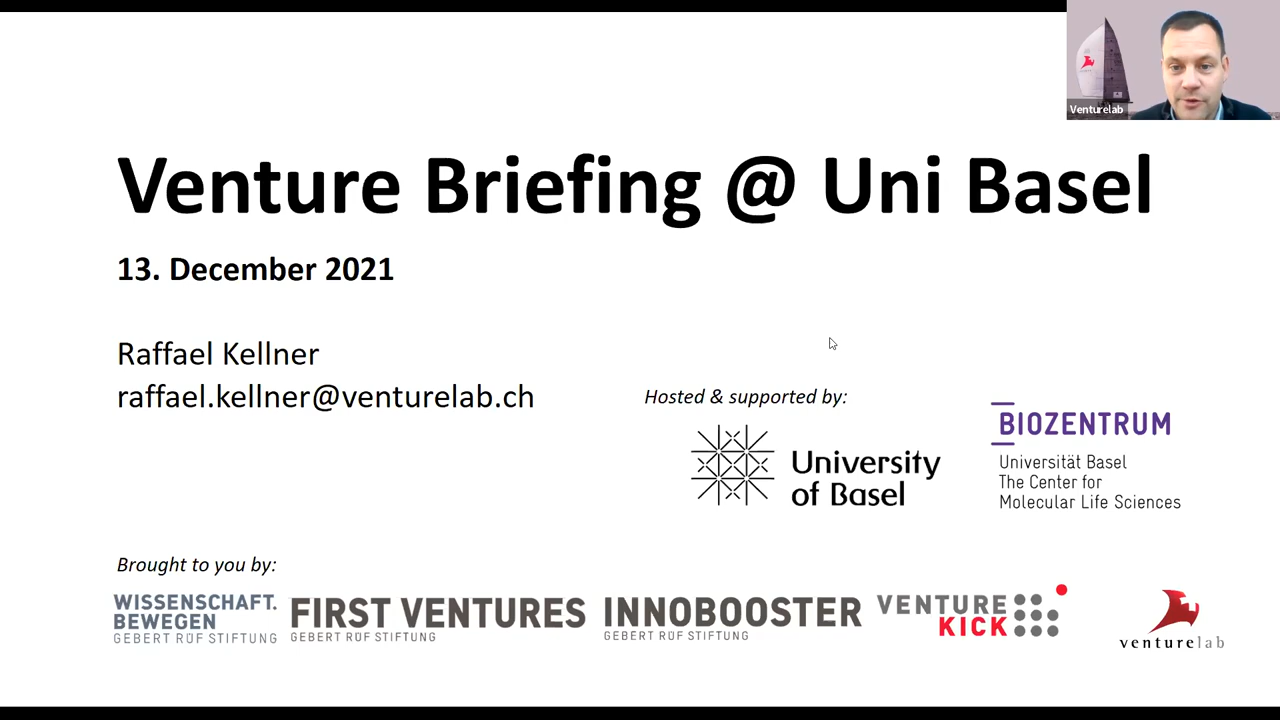 Venturelab
Venture Briefing @ Uni Basel
13. December 2021
Raffael Kellner
raffael.kellner@venturelab.ch
Hosted & supported by:
University
of Basel
BIOZENTRUM
Universität Basel
The Center for
Molecular Life Sciences
Brought to you by:
WISSENSCHAFT.
BEWEGEN
GEBERT RÜF STIFTUNG
FIRST VENTURES
GEBERT RÜF STIFTUNG
INNOBOOSTER
GEBERT RÜF STIFTUNG
VENTURE
KICK
venturelab